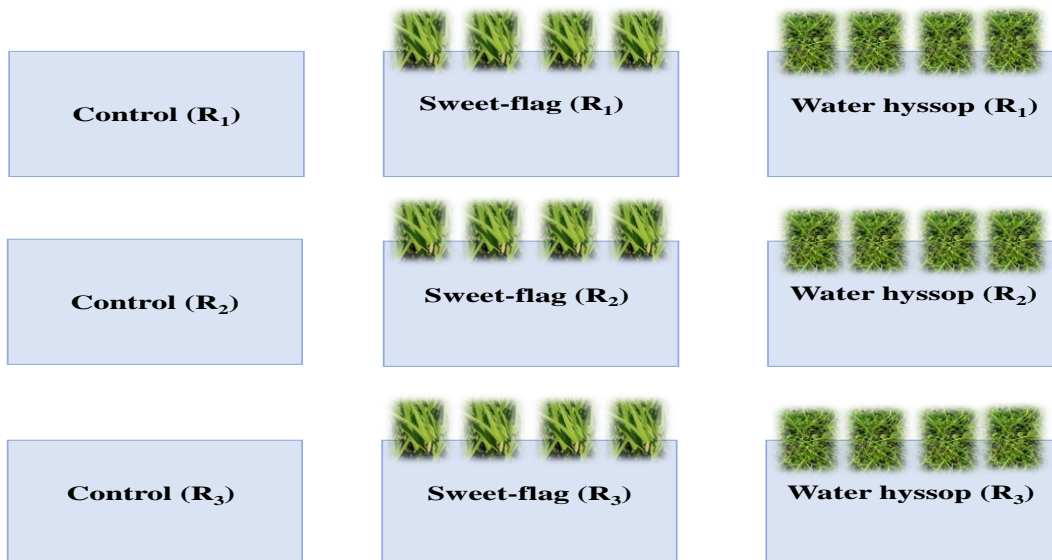 Control (R₁)
Sweet-flag (R₁)
Water hyssop (R₁)
Control (R₂)
Sweet-flag (R₂)
Water hyssop (R₂)
Control (R₃)
Sweet-flag (R₃)
Water hyssop (R₃)